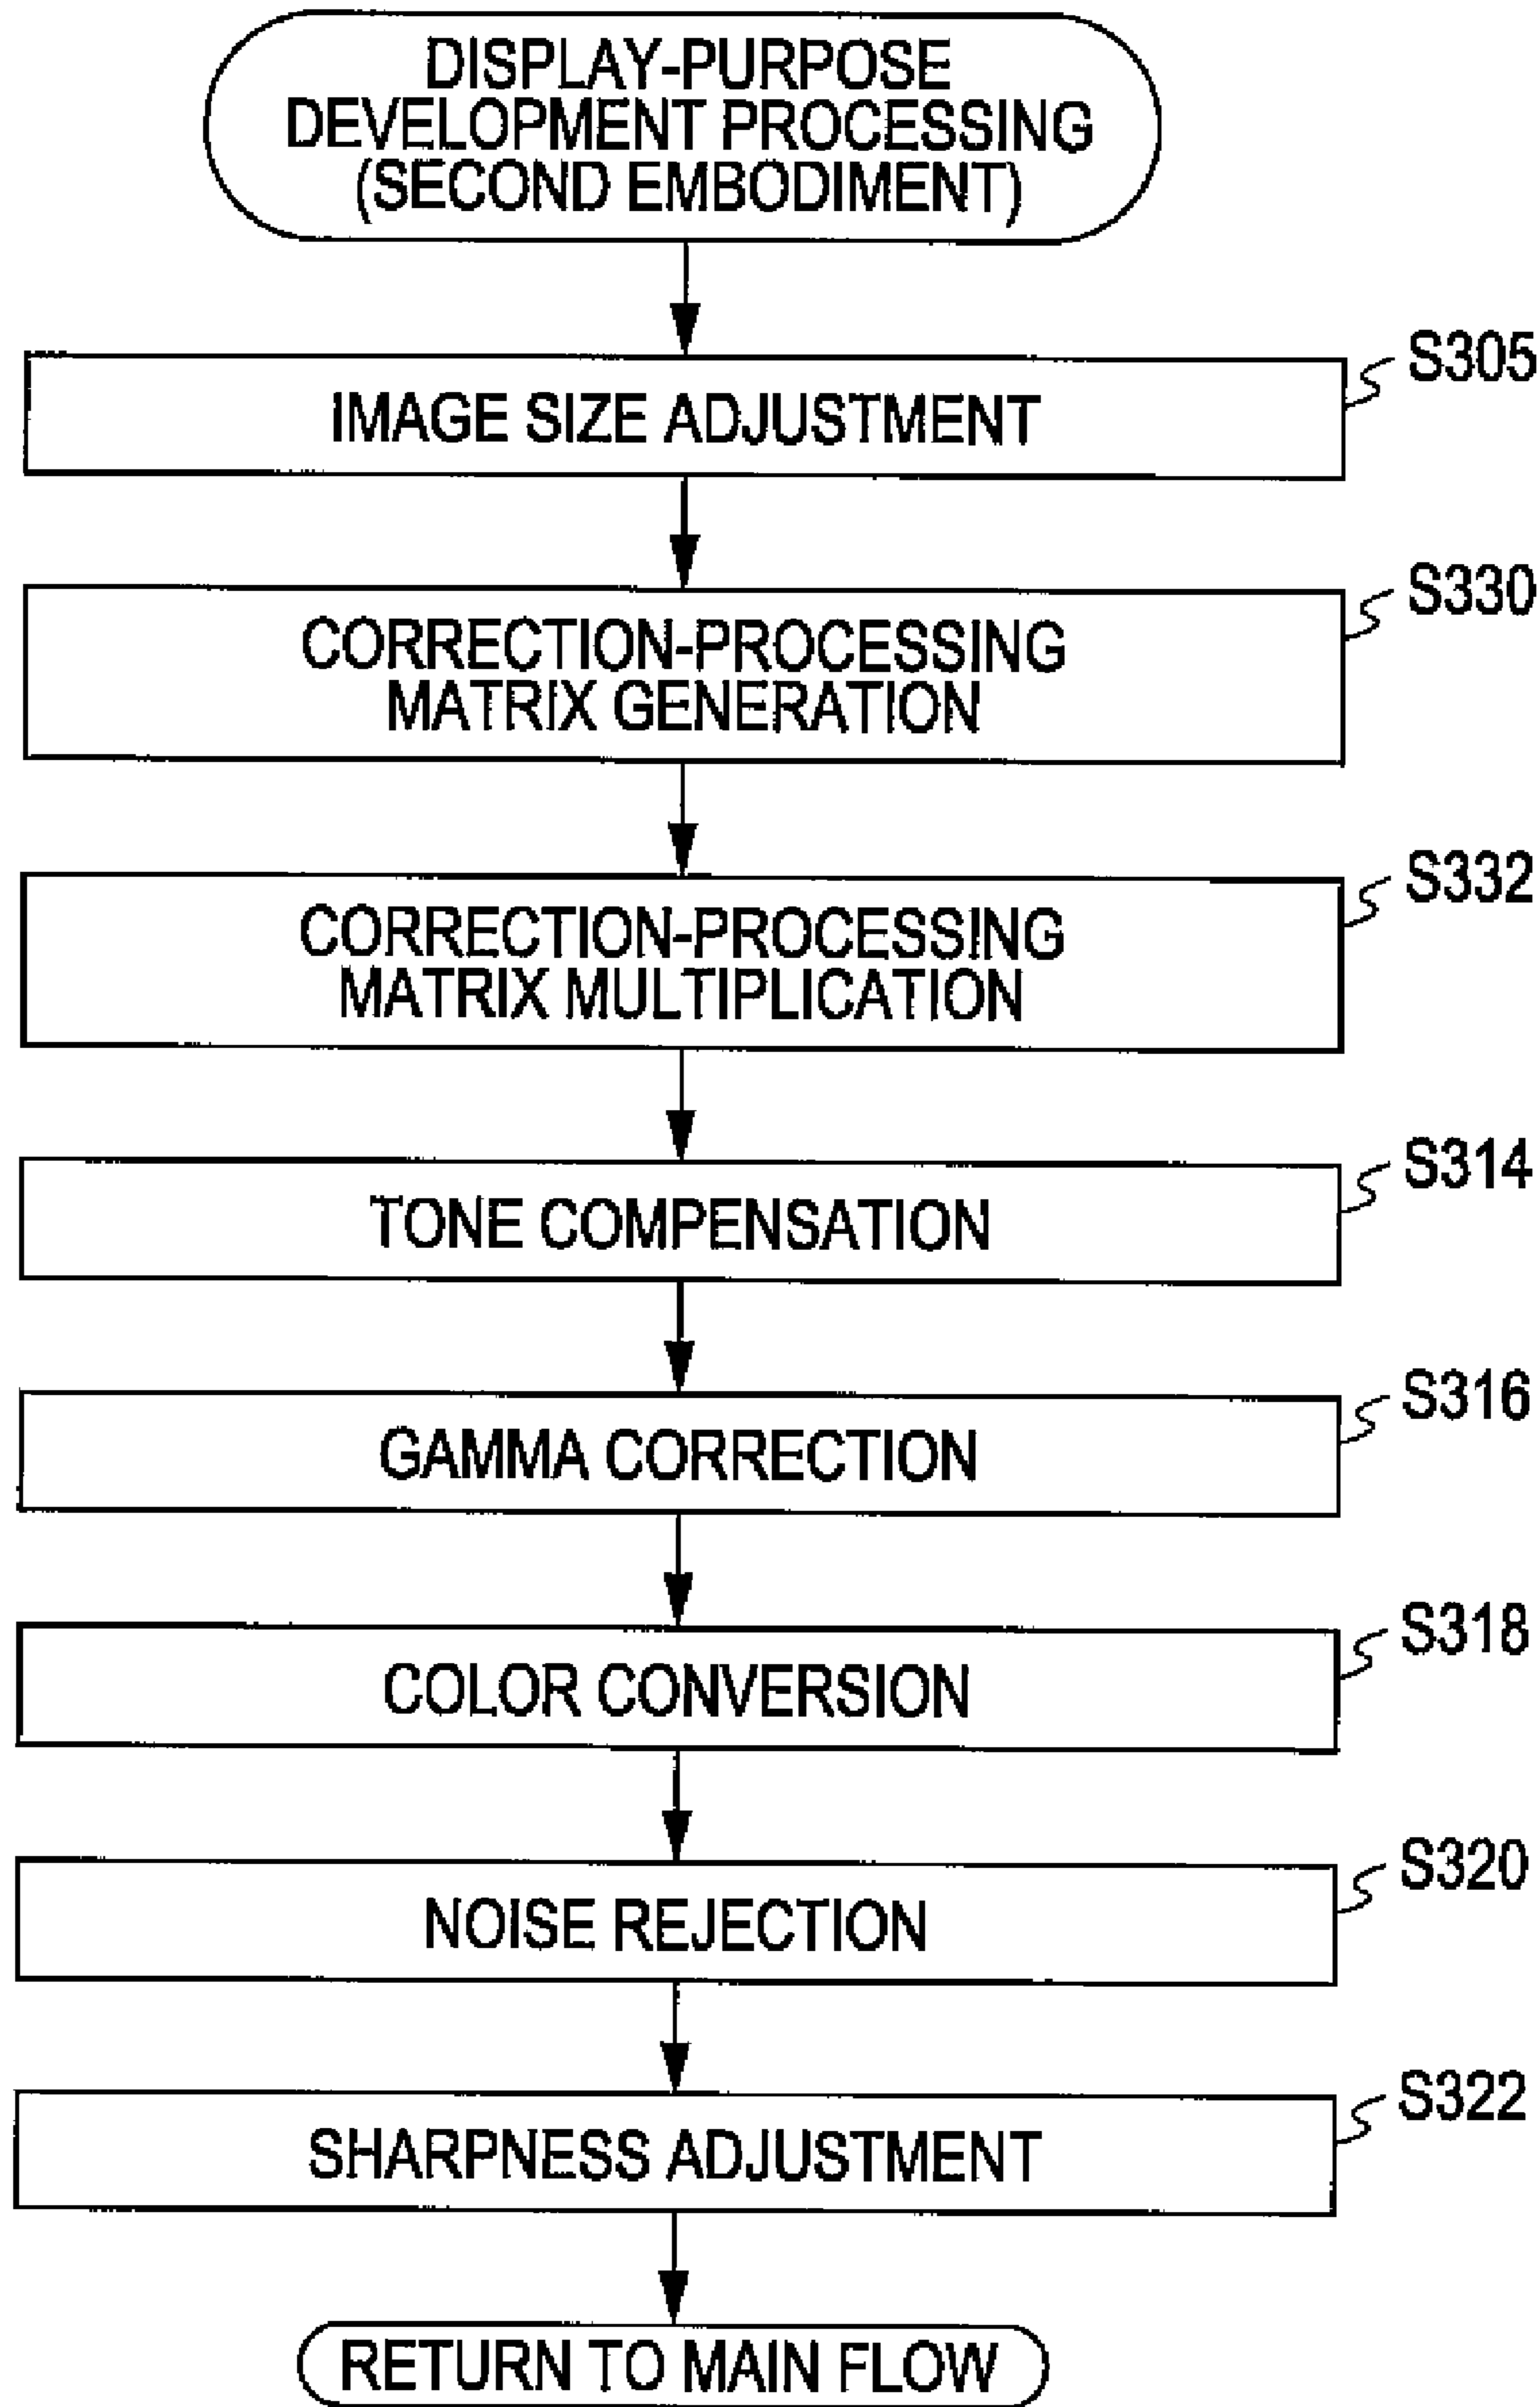 DISPLAY-PURPOSE
DEVELOPMENT PROCESSING
(SECOND EMBODIMENT)
S305
IMAGE SIZE ADJUSTMENT
S330
CORRECTION-PROCESSING
MATRIX GENERATION
S332
CORRECTION-PROCESSING
MATRIX MULTIPLICATION
S314
TONE COMPENSATION
S316
GAMMA CORRECTION
S318
COLOR CONVERSION
S320
NOISE REJECTION
S322
SHARPNESS ADJUSTMENT
RETURN TO MAIN FLOW